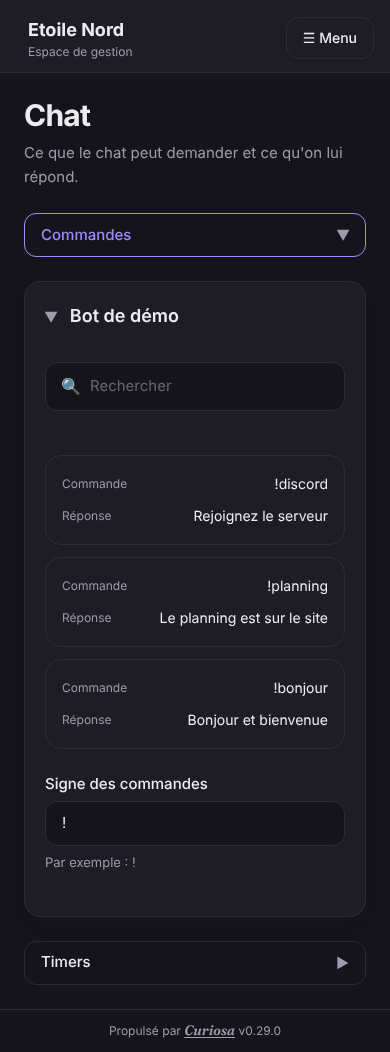 Etoile Nord
Espace de gestion
☰ Menu
Chat
Ce que le chat peut demander et ce qu'on lui
répond.
Commandes
Bot de démo
Rechercher
Commande !discord
Réponse Rejoignez le serveur
Commande !planning
Réponse Le planning est sur le site
Commande !bonjour
Réponse Bonjour et bienvenue
Signe des commandes
!
Par exemple : !
Timers
Propulsé par Curiosa v0.29.0